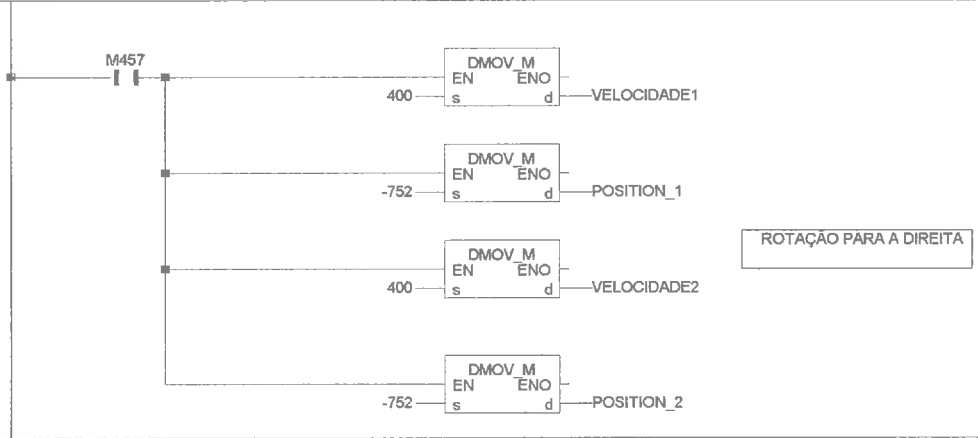 M457
DMOV_M
EN ENO
400 s d VELOCIDADE1
DMOV_M
EN ENO
-752 s d POSITION_1
DMOV_M
EN ENO
400 s d VELOCIDADE2
ROTAÇÃO PARA A DIREITA
DMOV_M
EN ENO
-752 s d POSITION_2